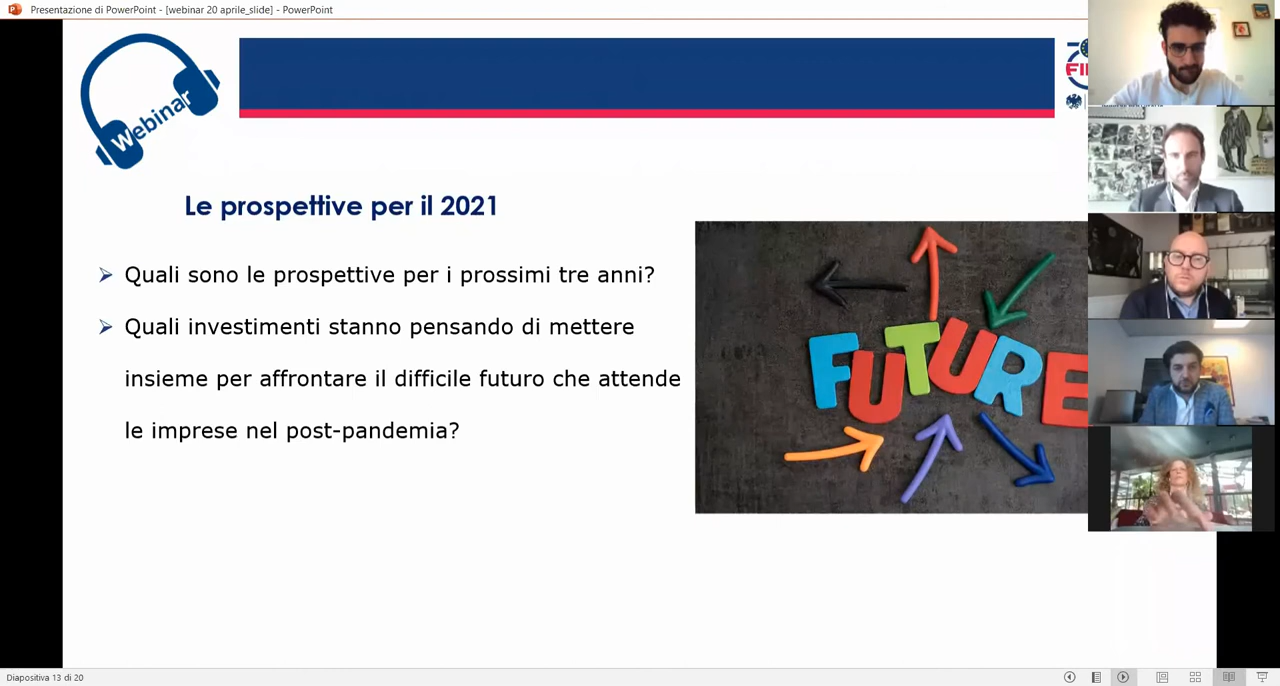 Presentazione di PowerPoint - [webinar 20 aprile_slide] - PowerPoint
Webinar
FI
Le prospettive per il 2021
Quali sono le prospettive per i prossimi tre anni?
Quali investimenti stanno pensando di mettere
insieme per affrontare il difficile futuro che attende
le imprese nel post-pandemia?
FUTURE
Diapositiva 13 di 20